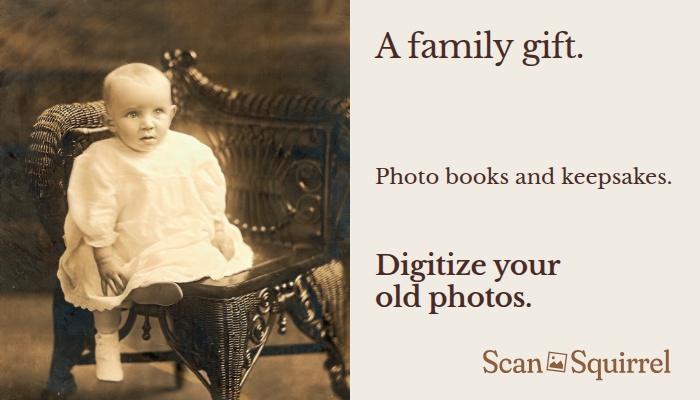 A family gift.
Photo books and keepsakes.
Digitize your
old photos.
Scan Squirrel